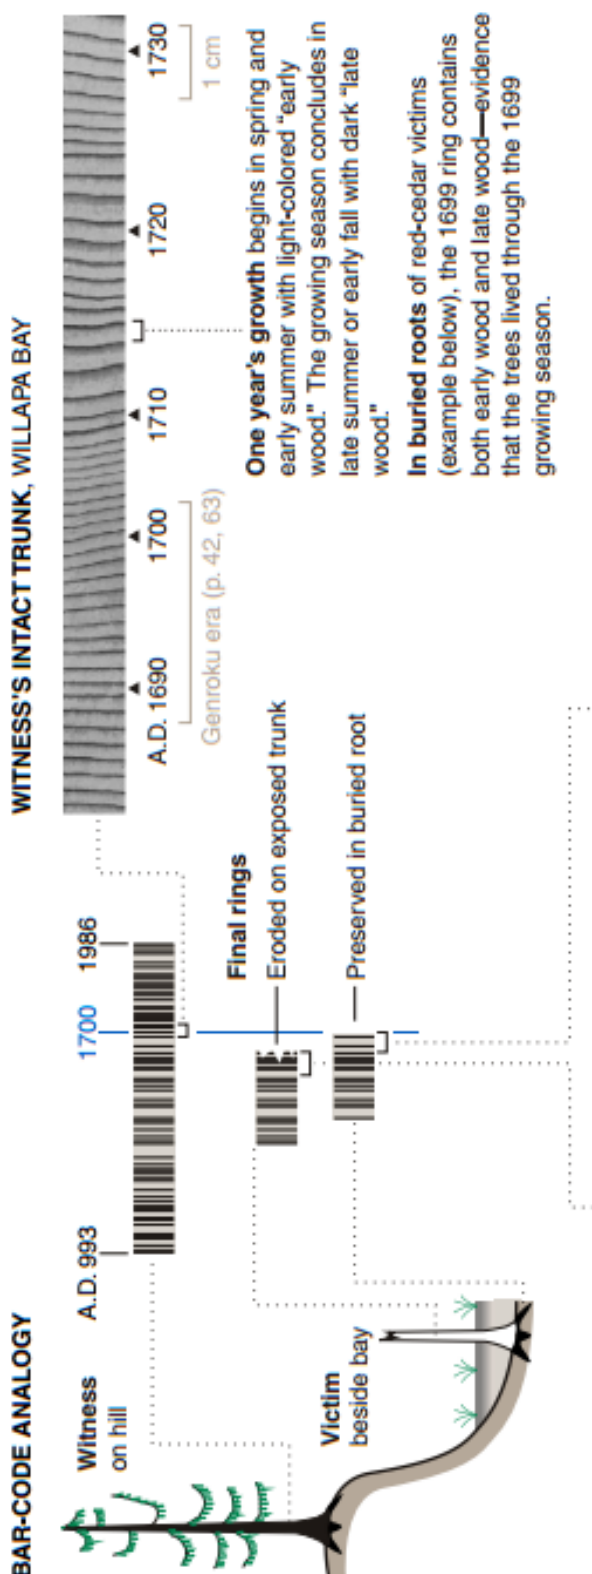 BAR-CODE ANALOGY
Witness
on hill
A.D. 993
1700
1986
Victim
beside bay
Final rings
Eroded on exposed trunk
Preserved in buried root
WITNESS'S INTACT TRUNK, WILLAPA BAY
A.D. 1690
1700
1710
1720
1730
Genroku era (p. 42, 63)
1 cm
One year's growth begins in spring and
early summer with light-colored "early
wood." The growing season concludes in
late summer or early fall with dark "late
wood."
In buried roots of red-cedar victims
(example below), the 1699 ring contains
both early wood and late wood—evidence
that the trees lived through the 1699
growing season.